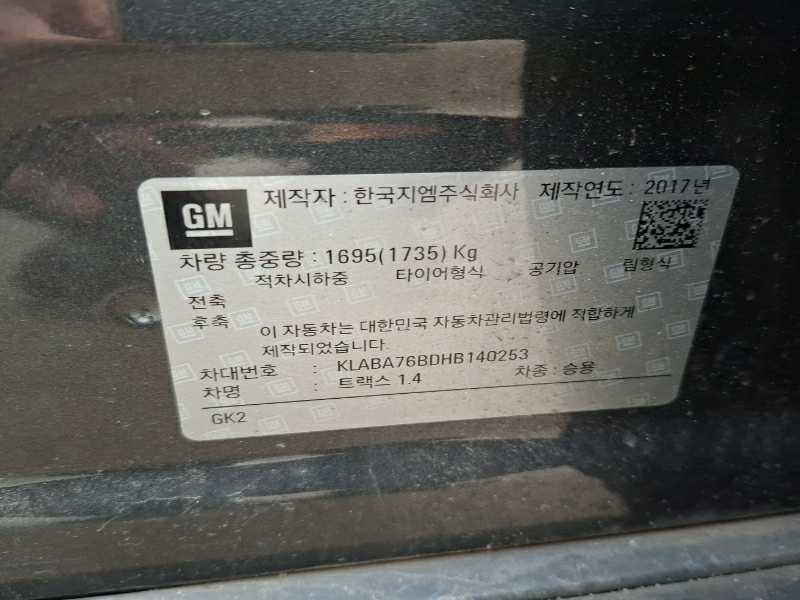 GM 제작자 : 한국지엠주식회사 제작연도 : 2017년
차량 총중량 : 1695(1735) Kg
적차시하중 타이어형식 공기압 림형식
전축
후축
이 자동차는 대한민국 자동차관리법령에 적합하게
제작되었습니다.
차대번호 : KLABA76BDHB140253
차명 : 트랙스 1.4 차종 : 승용
GK2